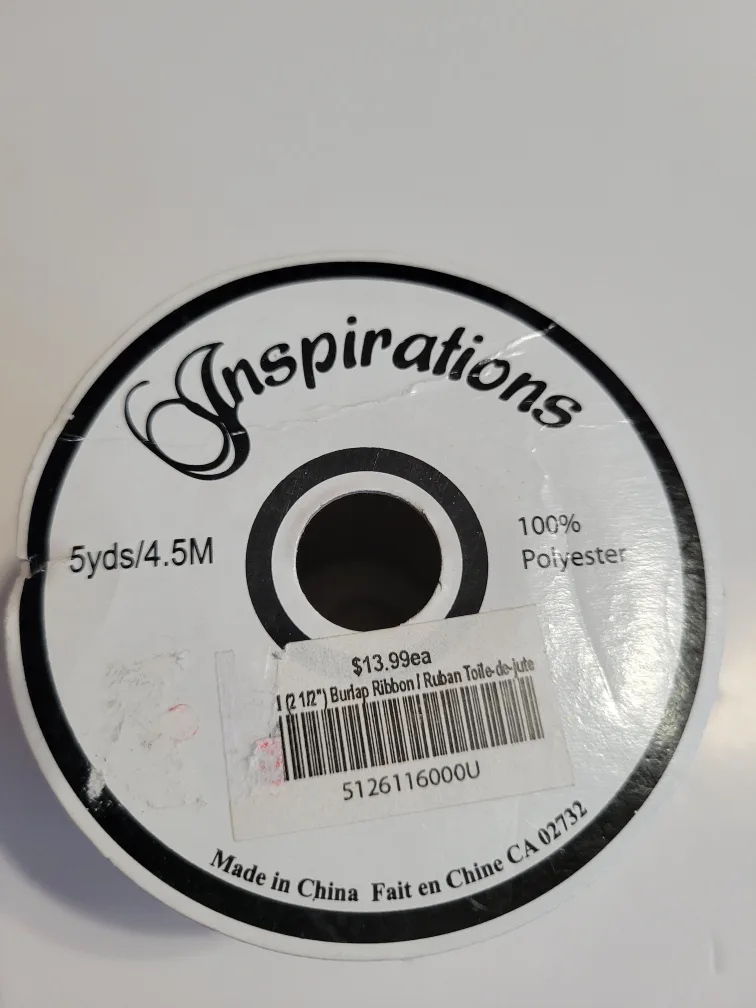 Inspirations
5yds/4.5M
100%
Polyester
$13.99ea
(2 1/2") Burlap Ribbon / Ruban Toile-de-jute
5126116000U
Made in China Fait en Chine CA 02732